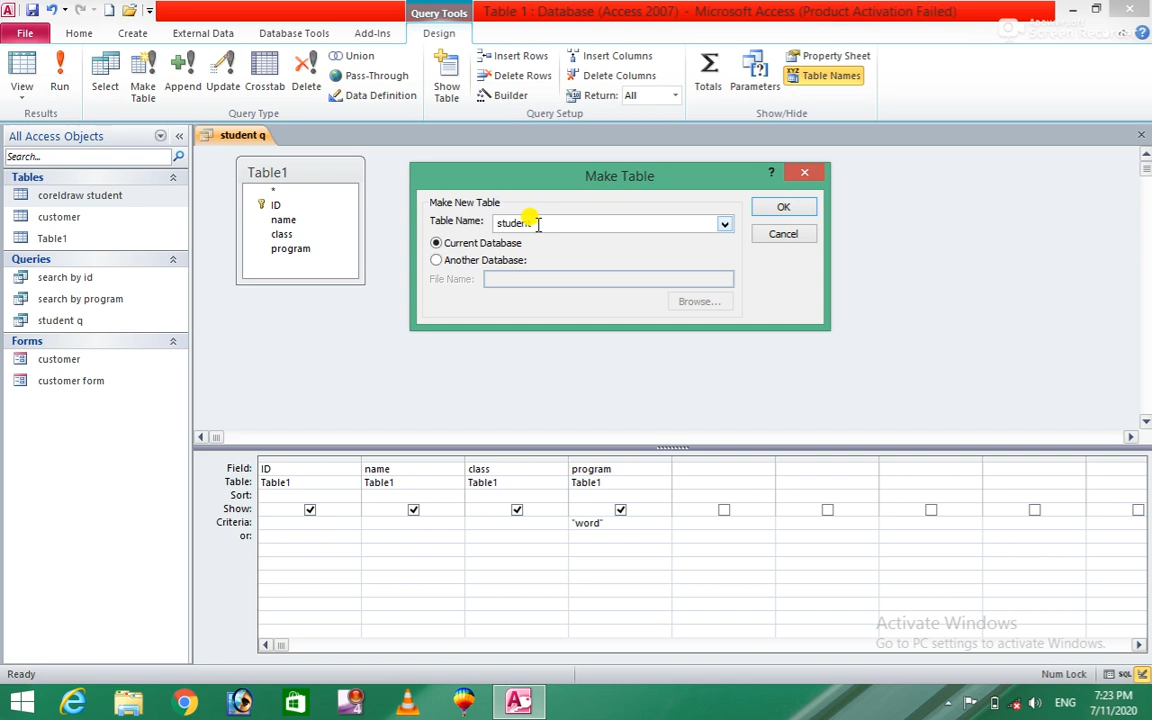 Query Tools
Table 1 : Database (Access 2007) - Microsoft Access (Product Activation Failed)
File
Home
Create
External Data
Database Tools
Add-Ins
Design
View
Run
Select
Make Table
Append
Update
Crosstab
Delete
Union
Pass-Through
Data Definition
Show Table
Insert Rows
Delete Rows
Builder
Insert Columns
Delete Columns
Return: All
Totals
Parameters
Property Sheet
Table Names
Results
Query Type
Query Setup
Show/Hide
All Access Objects
Search...
Tables
coreldraw student
customer
Table1
Queries
search by id
search by program
student q
Forms
customer
customer form
student q
Table1
*
ID
name
class
program
Make Table
?
Make New Table
Table Name: student
Current Database
Another Database:
File Name:
OK
Cancel
Browse...
Field: ID name class program
Table: Table1 Table1 Table1 Table1
Sort:
Show:
Criteria: "word"
or:
Activate Windows
Go to PC settings to activate Windows.
Ready
Num Lock
SQL
ENG
7:23 PM
7/11/2020